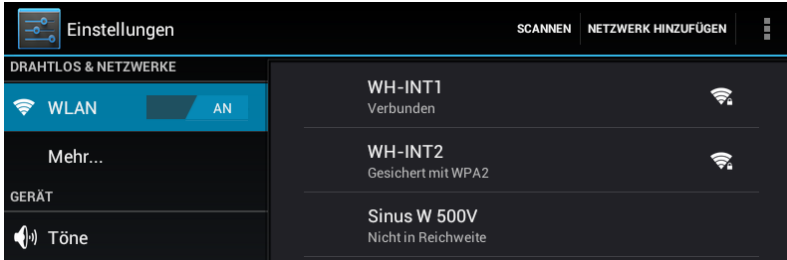 Einstellungen
SCANNEN
NETZWERK HINZUFÜGEN
DRAHTLOS & NETZWERKE
WLAN
AN
Mehr...
GERÄT
Töne
WH-INT1
Verbunden
WH-INT2
Gesichert mit WPA2
Sinus W 500V
Nicht in Reichweite